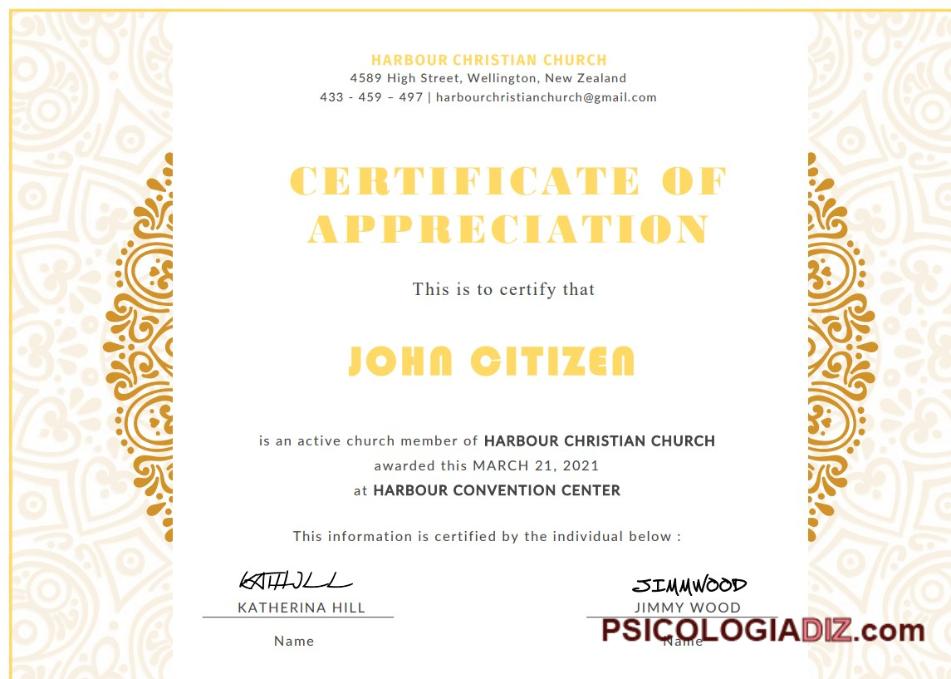 HARBOUR CHRISTIAN CHURCH
4589 High Street, Wellington, New Zealand
433 - 459 – 497 | harbourchristianchurch@gmail.com
CERTIFICATE OF
APPRECIATION
This is to certify that
JOHN CITIZEN
is an active church member of HARBOUR CHRISTIAN CHURCH
awarded this MARCH 21, 2021
at HARBOUR CONVENTION CENTER
This information is certified by the individual below :
KATHILL JIMMWOOD
KATHERINA HILL JIMMY WOOD
PSICOLOGIADIZ.com
Name Name